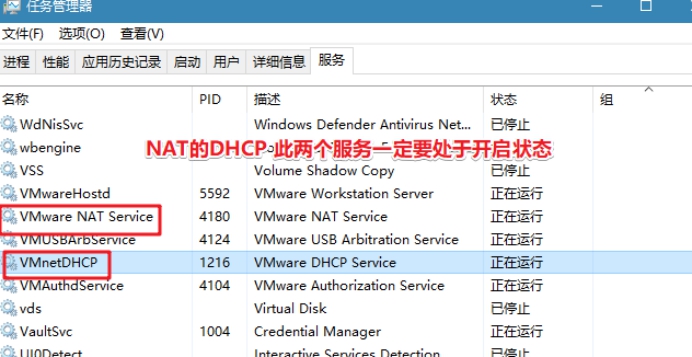 任务管理器
文件(F) 选项(O) 查看(V)
进程 性能 应用历史记录 启动 用户 详细信息 服务
名称 PID 描述 状态 组
WdNisSvc Windows Defender Antivirus Net... 已停止
wbengine 已停止
NAT的DHCP 此两个服务一定要处于开启状态
VSS Volume Shadow Copy 已停止
VMwareHostd 5592 VMware Workstation Server 正在运行
VMware NAT Service 4180 VMware NAT Service 正在运行
VMUSBArbService 4124 VMware USB Arbitration Service 正在运行
VMnetDHCP 1216 VMware DHCP Service 正在运行
VMAuthdService 4104 VMware Authorization Service 正在运行
vds Virtual Disk 已停止
VaultSvc 1004 Credential Manager 正在运行
UI0Detect Interactive Services Detection 已停止